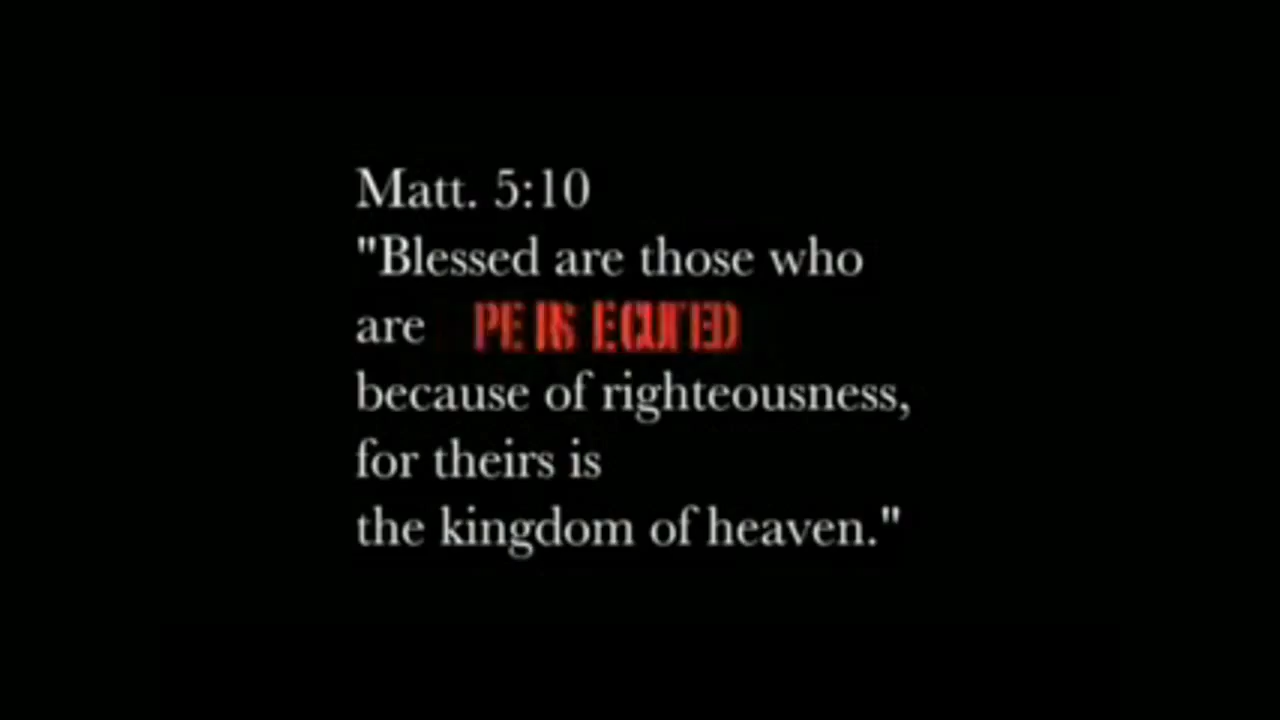 Matt. 5:10
"Blessed are those who
are PERSECUTED
because of righteousness,
for theirs is
the kingdom of heaven."